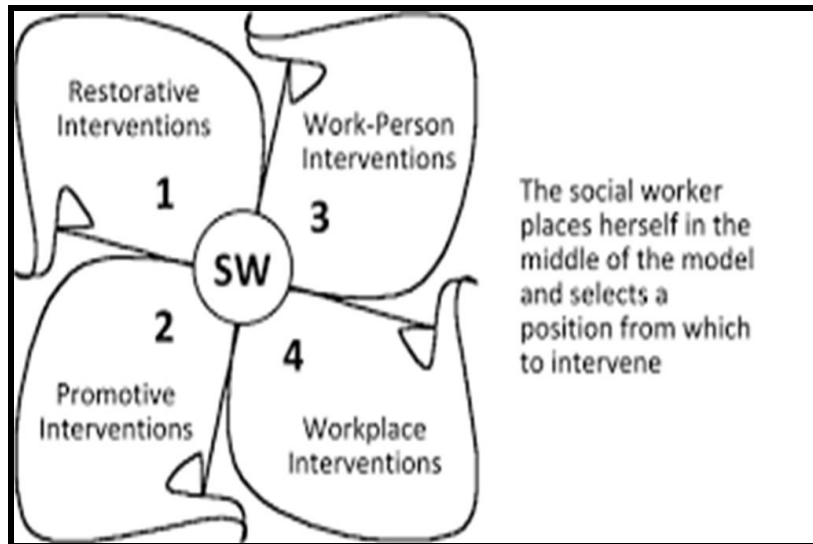 Restorative
Interventions
1
Work-Person
Interventions
3
SW
2
Promotive
Interventions
4
Workplace
Interventions
The social worker
places herself in the
middle of the model
and selects a
position from which
to intervene